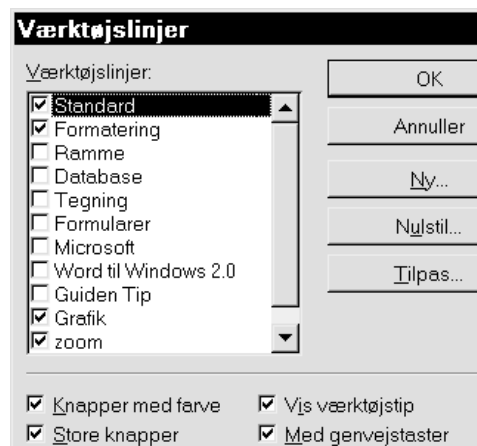 Værktøjslinjer
Værktøjslinjer:
Standard
Formatering
Ramme
Database
Tegning
Formularer
Microsoft
Word til Windows 2.0
Guiden Tip
Grafik
zoom
OK
Annuller
Ny...
Nulstil...
Tilpas...
Knapper med farve
Vis værktøjstip
Store knapper
Med genvejstaster